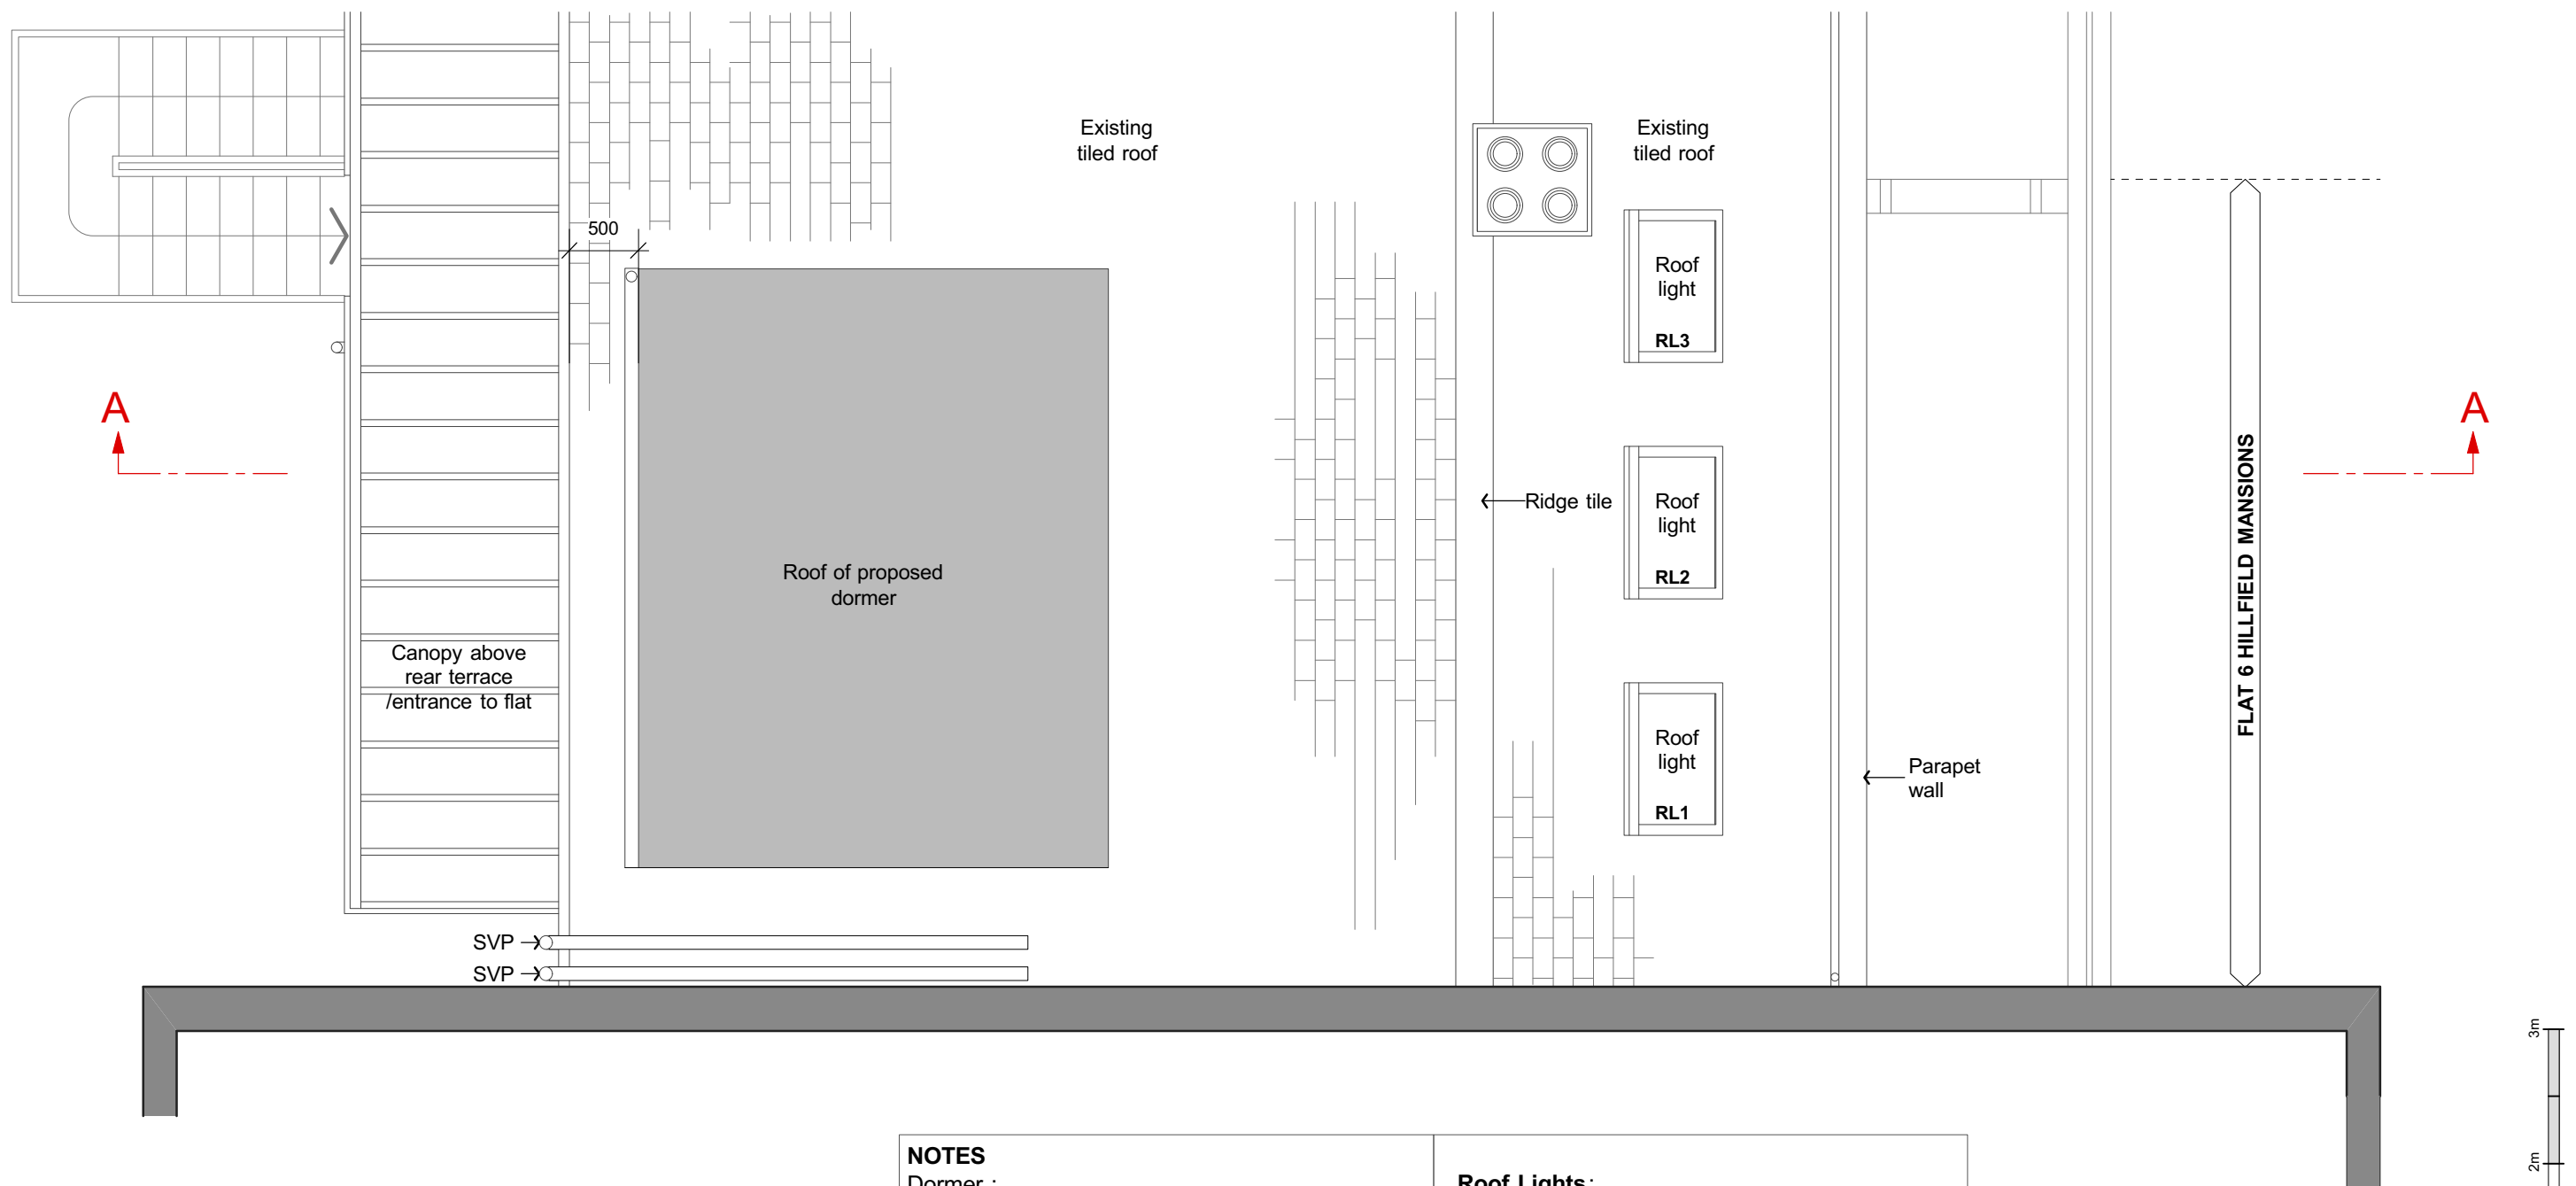 Existing
tiled roof
Existing
tiled roof
500
Roof
light
RL3
A
A
Ridge tile
Roof
light
RL2
FLAT 6 HILLFIELD MANSIONS
Roof of proposed
dormer
Canopy above
rear terrace
/entrance to flat
Roof
light
RL1
Parapet
wall
SVP
SVP
3m
2m
NOTES
Dormer :
Roof Lights: